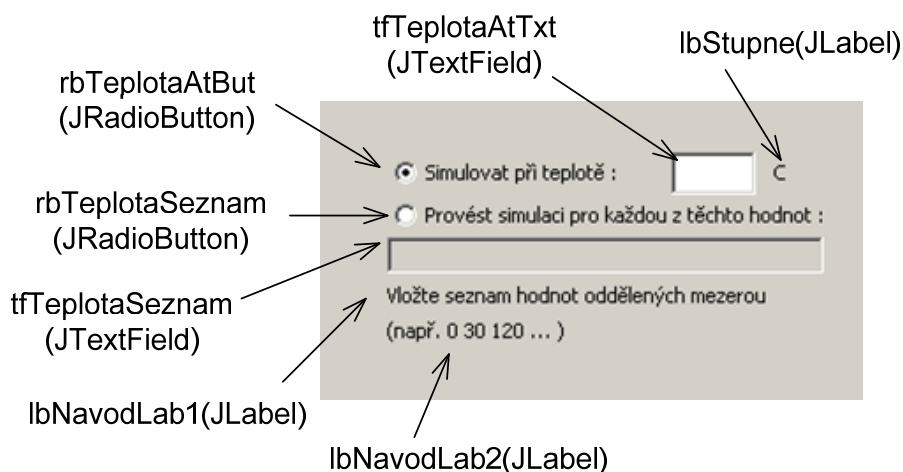 tfTeplotaAtTxt
(JTextField)
lbStupne(JLabel)
rbTeplotaAtBut
(JRadioButton)
Simulovat při teplotě :
C
rbTeplotaSeznam
(JRadioButton)
Provést simulaci pro každou z těchto hodnot :
tfTeplotaSeznam
(JTextField)
Vložte seznam hodnot oddělených mezerou
(např. 0 30 120 ... )
lbNavodLab1(JLabel)
lbNavodLab2(JLabel)